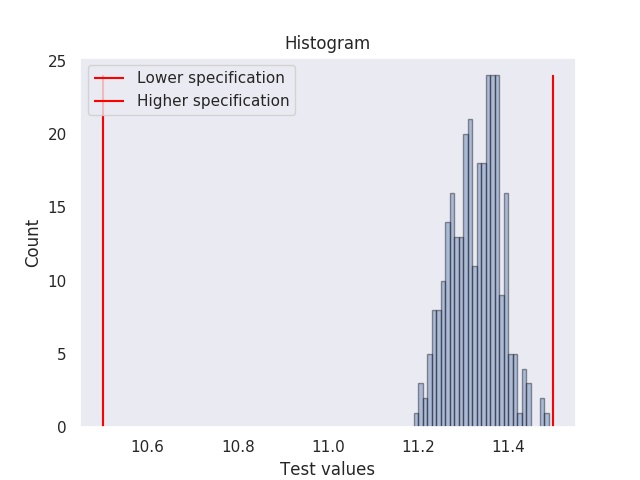 Histogram
Lower specification
Higher specification
25
20
15
10
5
0
Count
10.6 10.8 11.0 11.2 11.4
Test values